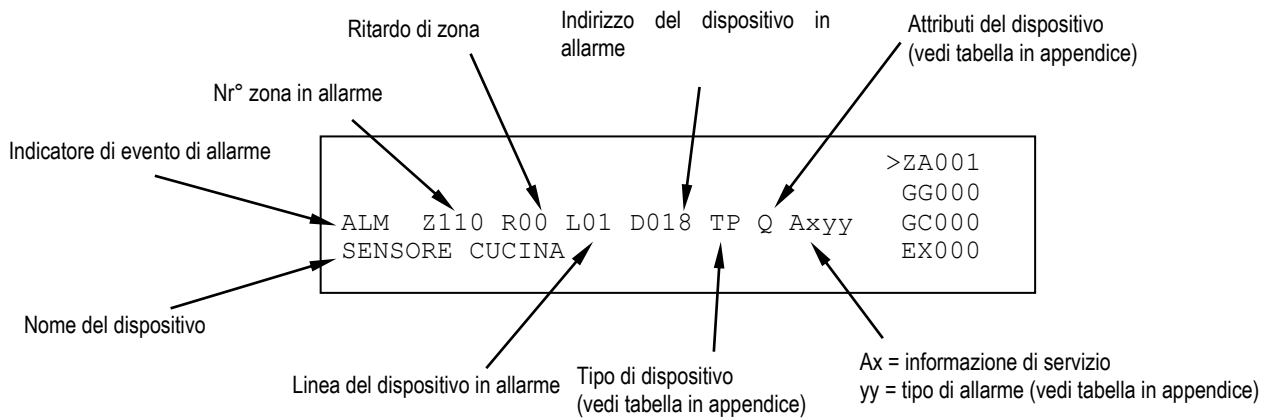 Ritardo di zona
Indirizzo del dispositivo in
allarme
Attributi del dispositivo
(vedi tabella in appendice)
Nr° zona in allarme
Indicatore di evento di allarme
>ZA001
GG000
ALM Z110 R00 L01 D018 TP Q Axyy GC000
SENSORE CUCINA EX000
Nome del dispositivo
Linea del dispositivo in allarme
Tipo di dispositivo
(vedi tabella in appendice)
Ax = informazione di servizio
yy = tipo di allarme (vedi tabella in appendice)